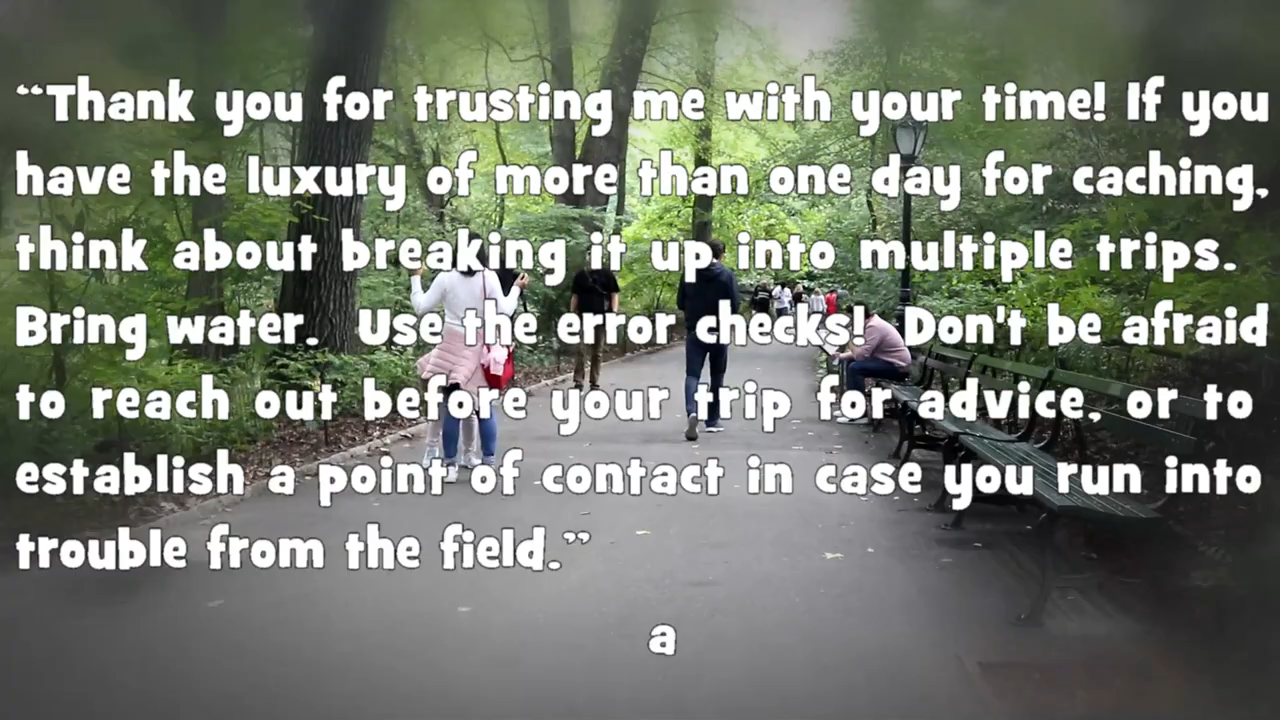 “Thank you for trusting me with your time! If you
have the luxury of more than one day for caching,
think about breaking it up into multiple trips.
Bring water.  Use the error checks!  Don't be afraid
to reach out before your trip for advice, or to
establish a point of contact in case you run into
trouble from the field.”
a